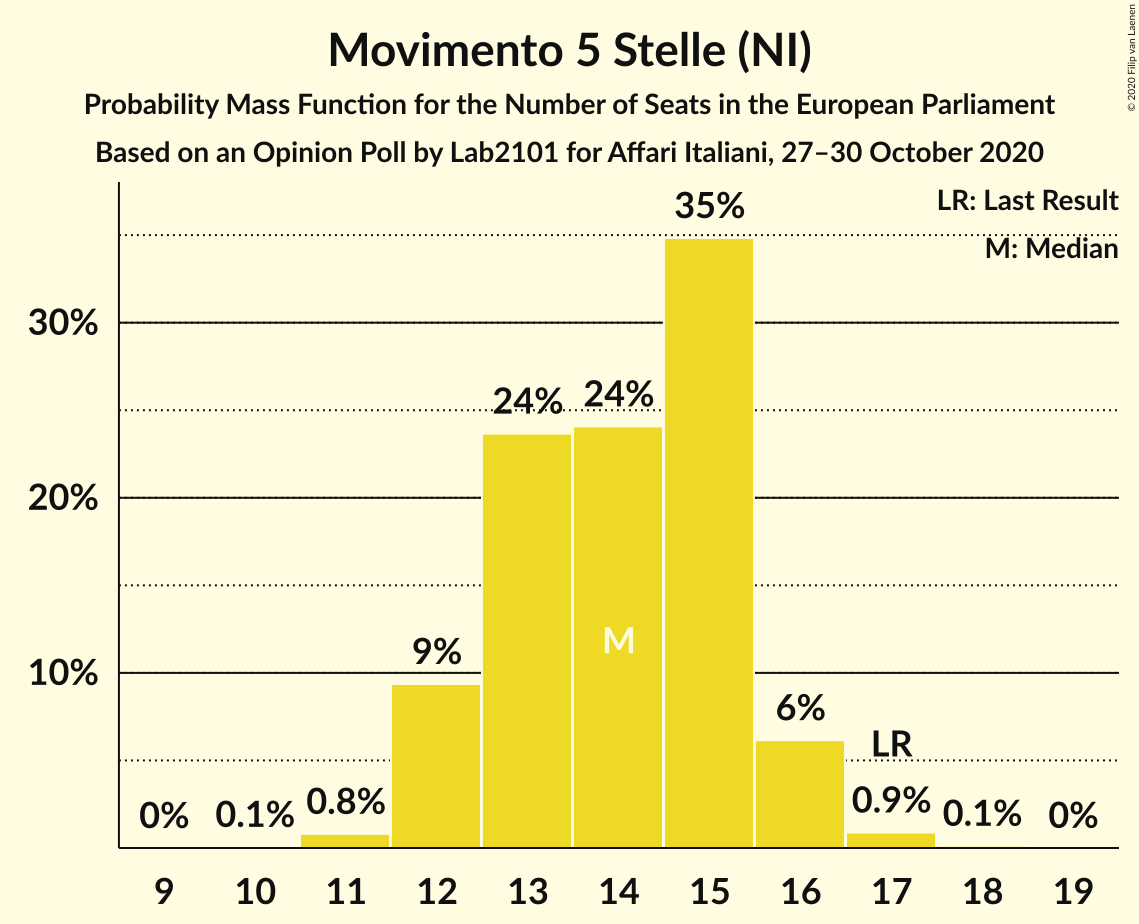 Movimento 5 Stelle (NI)
Probability Mass Function for the Number of Seats in the European Parliament
Based on an Opinion Poll by Lab2101 for Affari Italiani, 27–30 October 2020
© 2020 Filip van Laenen
LR: Last Result
M: Median
35%
30%
24% 24%
20%
M
9%
10%
6%
LR
0% 0.1% 0.8% 0.9% 0.1% 0%
9 10 11 12 13 14 15 16 17 18 19